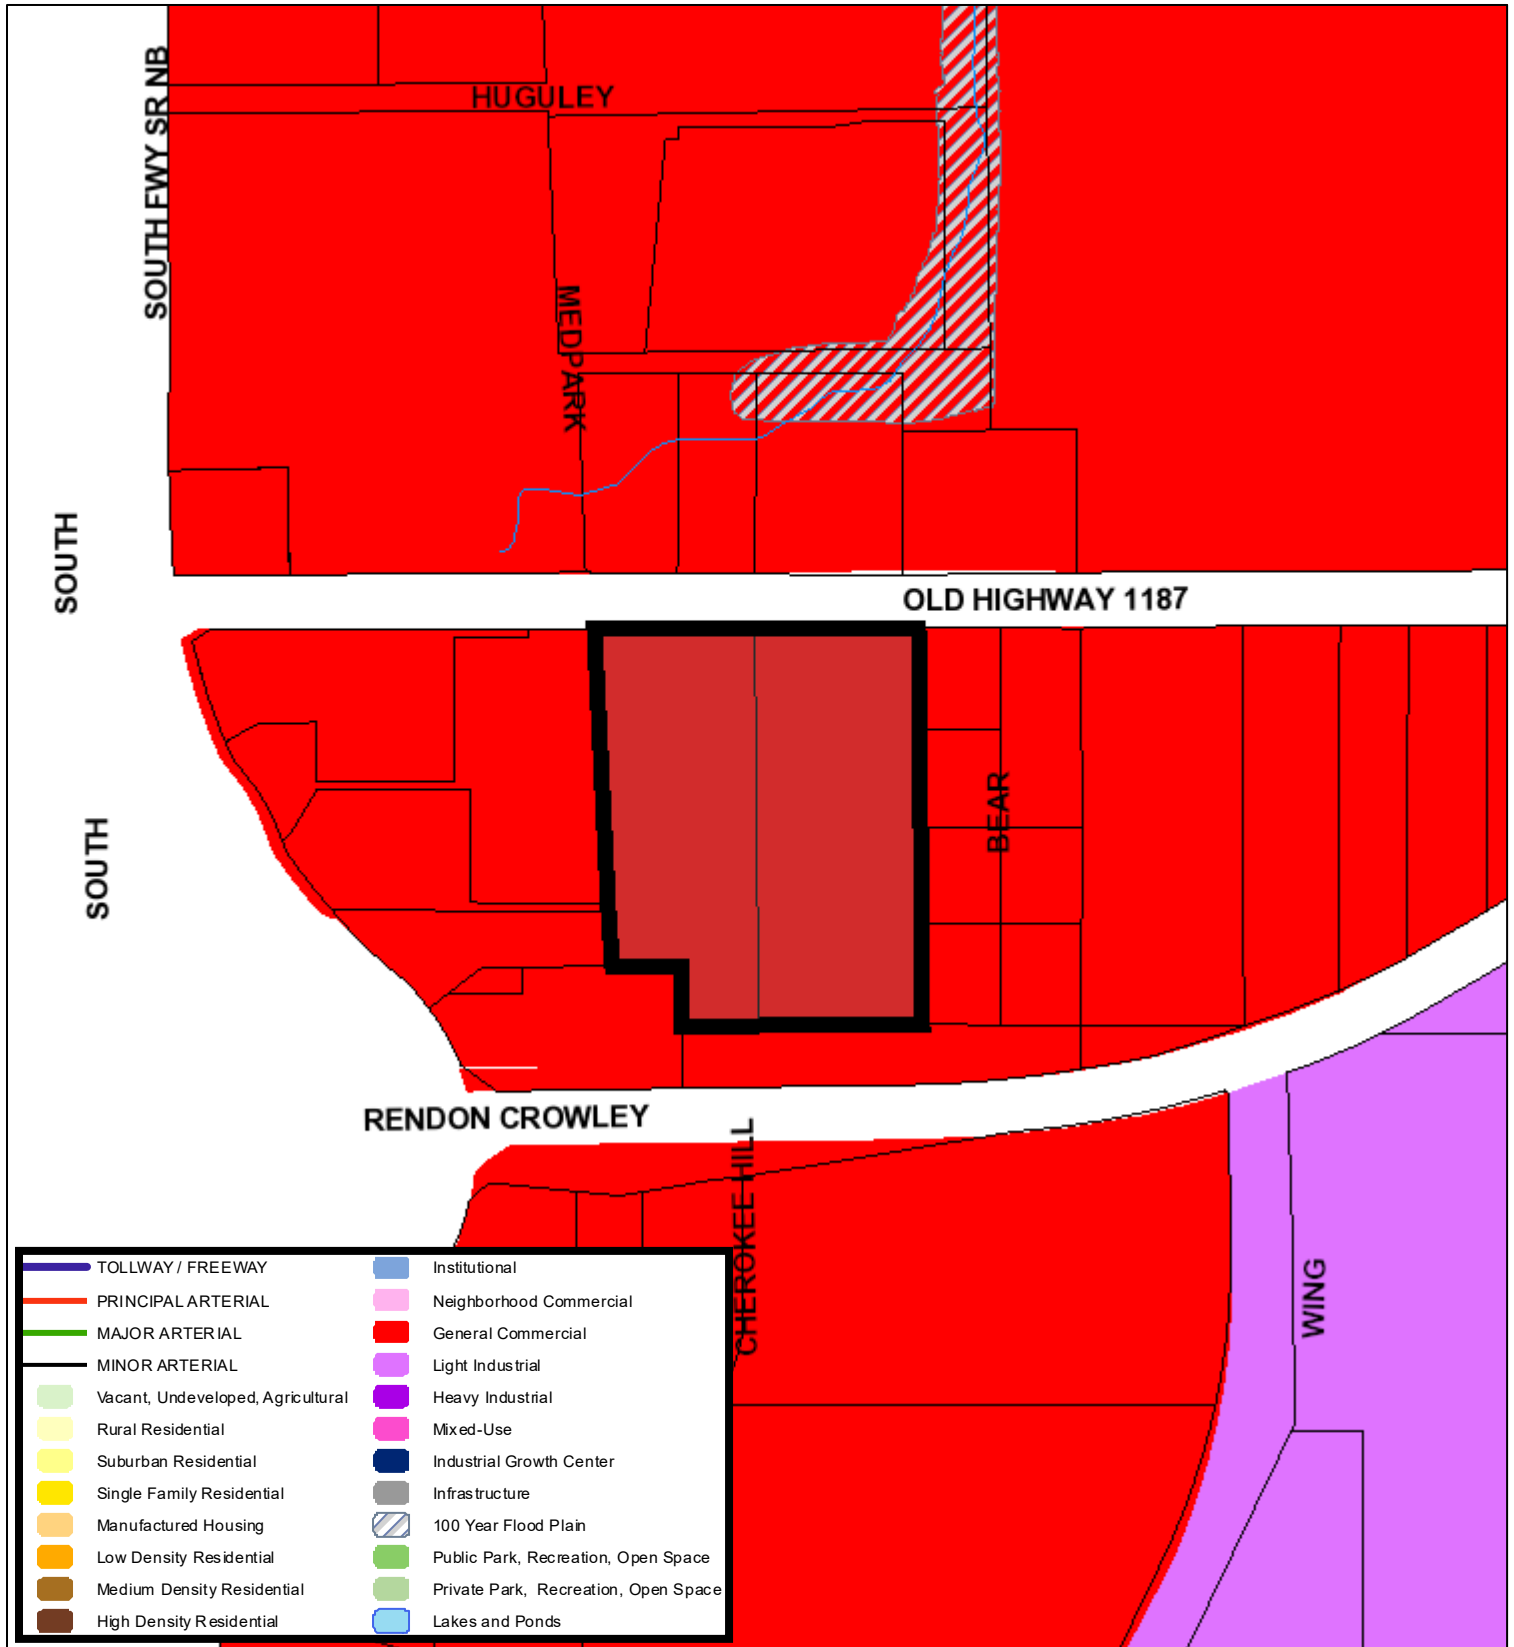 SOUTH FWY SR NB
HUGULEY
MEDPARK
SOUTH
OLD HIGHWAY 1187
BEAR
SOUTH
RENDON CROWLEY
CHEROKEE HILL
WING
TOLLWAY / FREEWAY
PRINCIPAL ARTERIAL
MAJOR ARTERIAL
MINOR ARTERIAL
Vacant, Undeveloped, Agricultural
Rural Residential
Suburban Residential
Single Family Residential
Manufactured Housing
Low Density Residential
Medium Density Residential
High Density Residential
Institutional
Neighborhood Commercial
General Commercial
Light Industrial
Heavy Industrial
Mixed-Use
Industrial Growth Center
Infrastructure
100 Year Flood Plain
Public Park, Recreation, Open Space
Private Park, Recreation, Open Space
Lakes and Ponds